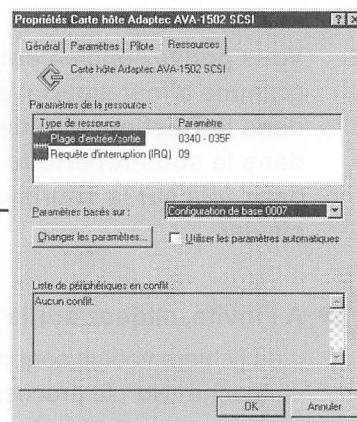 Propriétés Carte hôte Adaptec AVA-1502 SCSI
Général Paramètres Pilote Ressources
Carte hôte Adaptec AVA-1502 SCSI
Paramètres de la ressource :
Type de ressource Paramètre
Plage d'entrée/sortie 0340 - 035F
Requête d'interruption (IRQ) 09
Paramètres basés sur : Configuration de base 0007
Changer les paramètres... Utiliser les paramètres automatiques
Liste de périphériques en conflit :
Aucun conflit.
OK Annuler